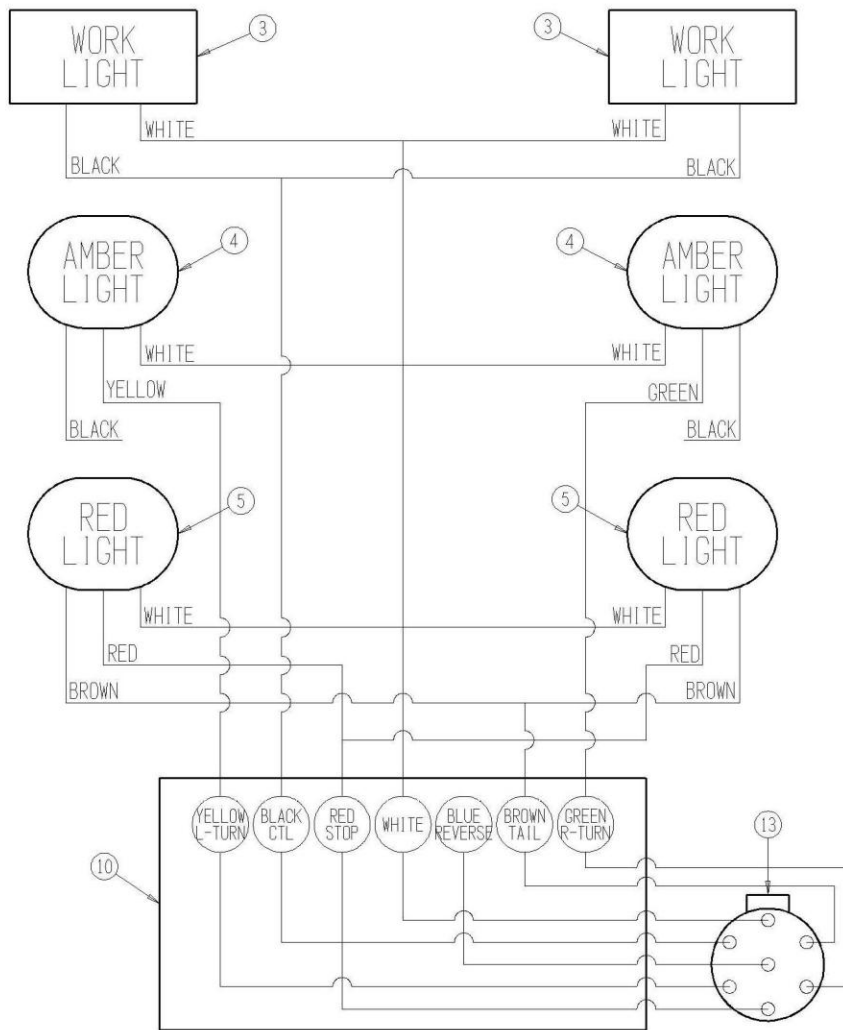 WORK
LIGHT
3
3
WORK
LIGHT
WHITE
WHITE
BLACK
BLACK
AMBER
LIGHT
4
4
AMBER
LIGHT
WHITE
WHITE
YELLOW
GREEN
BLACK
BLACK
RED
LIGHT
5
5
RED
LIGHT
WHITE
WHITE
RED
RED
BROWN
BROWN
YELLOW
L-TURN
BLACK
CTL
RED
STOP
WHITE
BLUE
REVERSE
BROWN
TAIL
GREEN
R-TURN
10
13